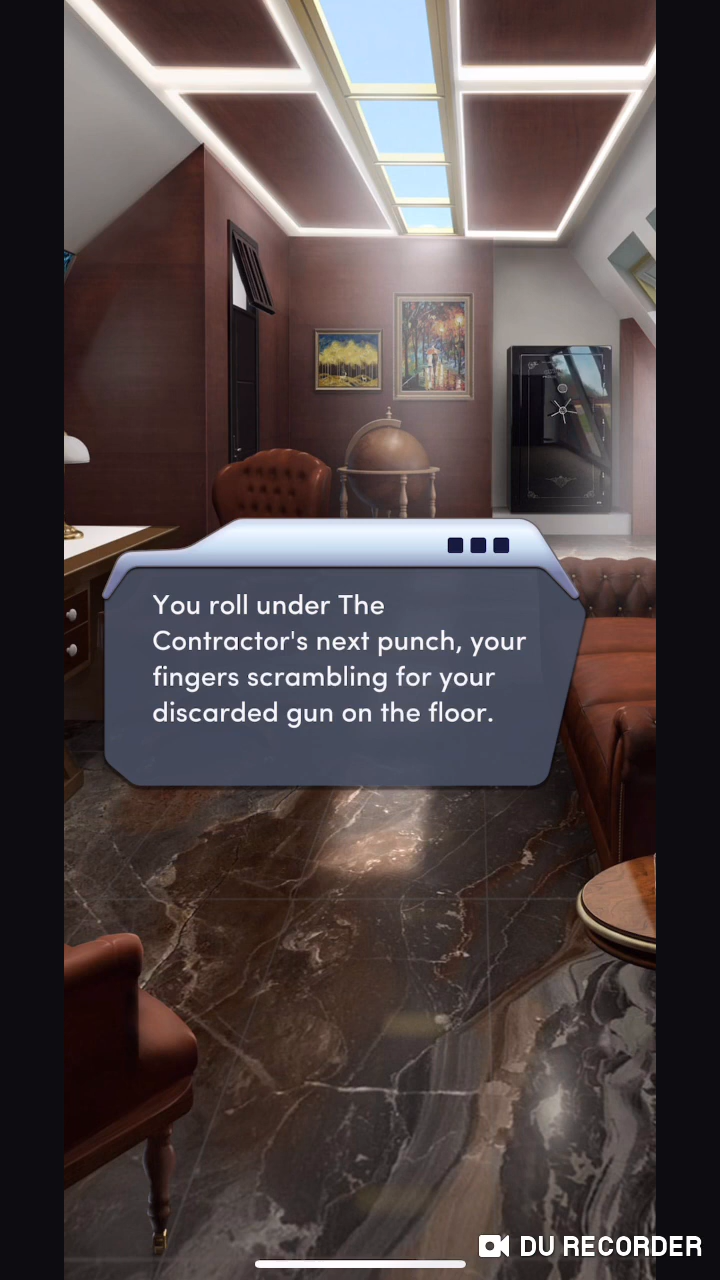 You roll under The
Contractor's next punch, your
fingers scrambling for your
discarded gun on the floor.
DU RECORDER